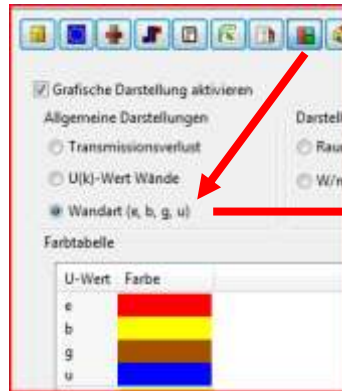 Grafische Darstellung aktivieren
Allgemeine Darstellungen
Transmissionsverlust
U(k)-Wert Wände
Wandart (e, b, g, u)
Farbtabelle
U-Wert Farbe
e
b
g
u